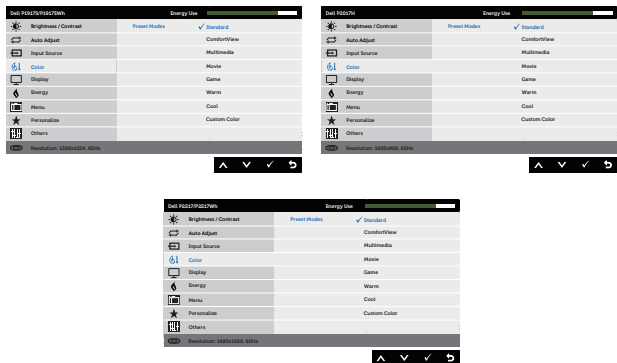 Dell P1917S/P1917SWh Energy Use
Brightness / Contrast Preset Modes ✓ Standard
Auto Adjust ComfortView
Input Source Multimedia
Color Movie
Display Game
Energy Warm
Menu Cool
Personalize Custom Color
Others
Resolution: 1280x1024, 60Hz
Dell P2017H Energy Use
Brightness / Contrast Preset Modes ✓ Standard
Auto Adjust ComfortView
Input Source Multimedia
Color Movie
Display Game
Energy Warm
Menu Cool
Personalize Custom Color
Others
Resolution: 1600x900, 60Hz
Dell P2217/P2217Wh Energy Use
Brightness / Contrast Preset Modes ✓ Standard
Auto Adjust ComfortView
Input Source Multimedia
Color Movie
Display Game
Energy Warm
Menu Cool
Personalize Custom Color
Others
Resolution: 1680x1050, 60Hz